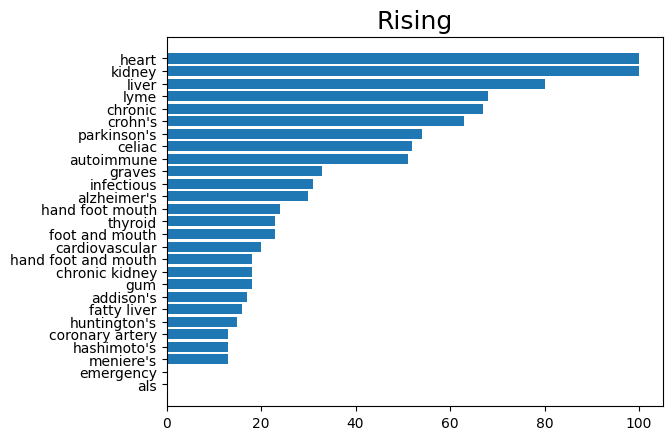 Rising
heart
kidney
liver
lyme
chronic
crohn's
parkinson's
celiac
autoimmune
graves
infectious
alzheimer's
hand foot mouth
thyroid
foot and mouth
cardiovascular
hand foot and mouth
chronic kidney
gum
addison's
fatty liver
huntington's
coronary artery
hashimoto's
meniere's
emergency
als
0 20 40 60 80 100